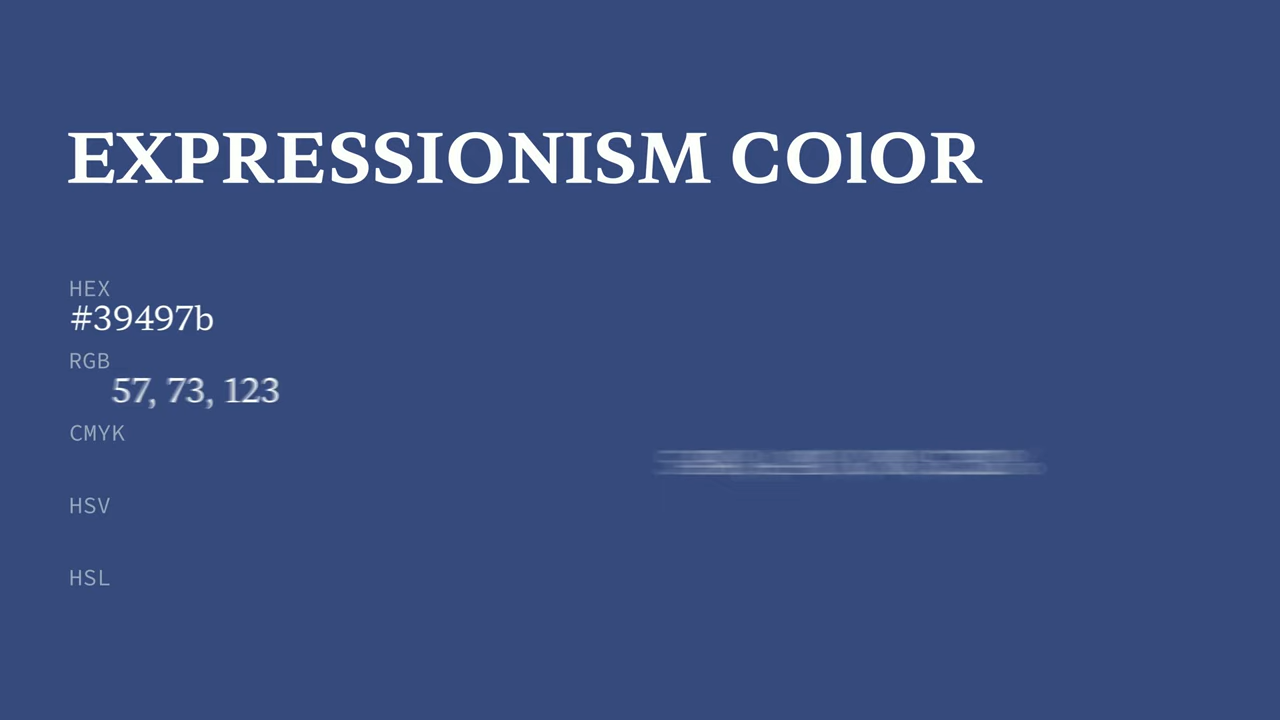 EXPRESSIONISM COlOR
HEX
#39497b
RGB
57, 73, 123
CMYK
HSV
HSL